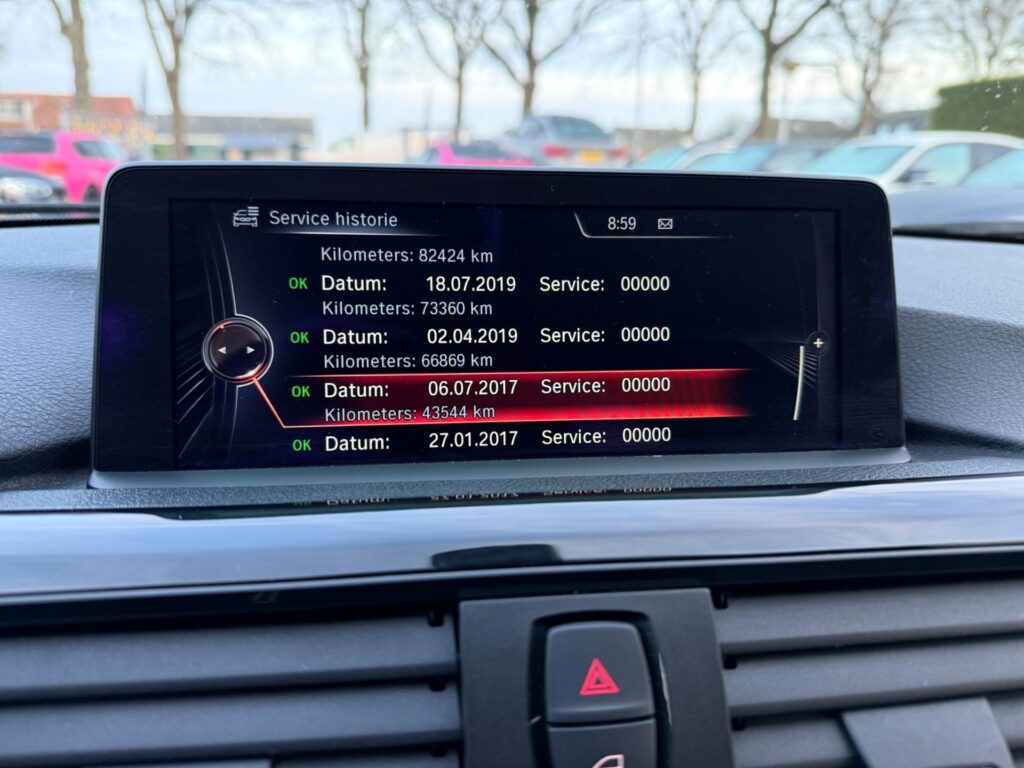 Service historie 8:59
Kilometers: 82424 km
OK Datum: 18.07.2019 Service: 00000
Kilometers: 73360 km
OK Datum: 02.04.2019 Service: 00000
Kilometers: 66869 km
OK Datum: 06.07.2017 Service: 00000
Kilometers: 43544 km
OK Datum: 27.01.2017 Service: 00000